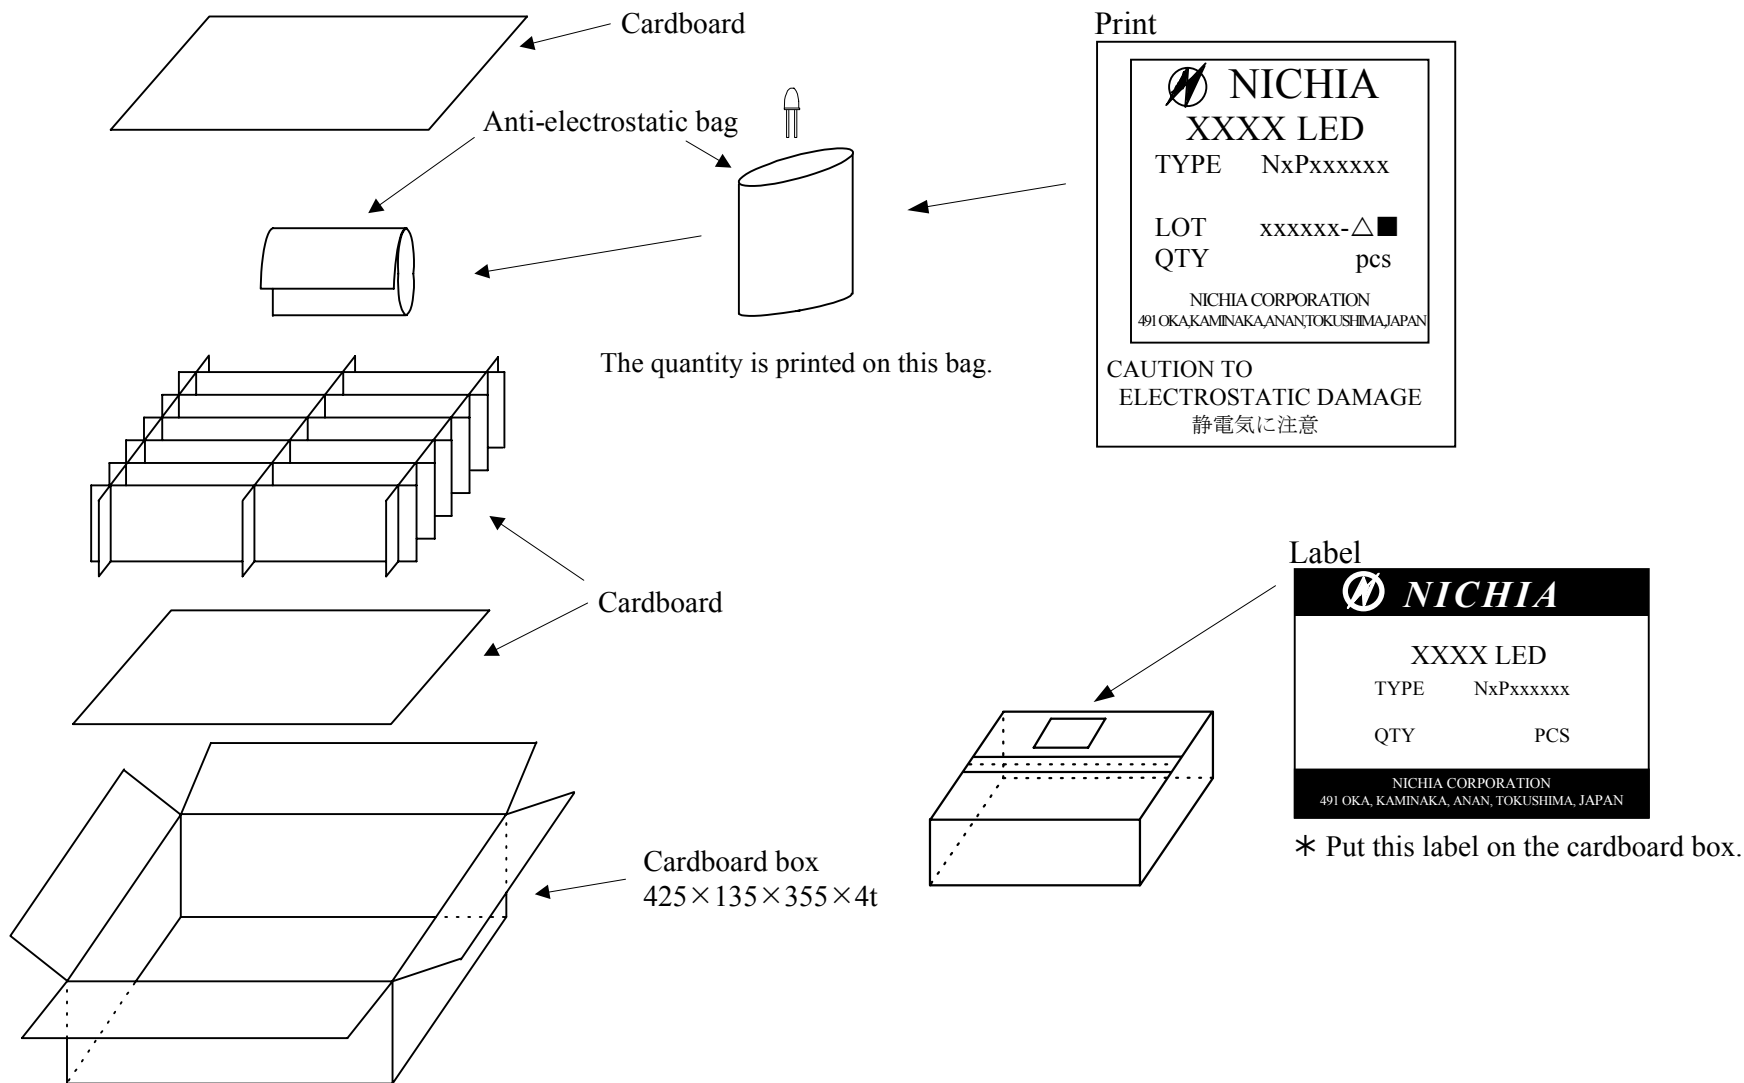 Cardboard
Anti-electrostatic bag
The quantity is printed on this bag.
Print
NICHIA
XXXX LED
TYPE NxPxxxxxx
LOT xxxxxx-△■
QTY pcs
NICHIA CORPORATION
491 OKA,KAMINAKA,ANAN,TOKUSHIMA,JAPAN
CAUTION TO
ELECTROSTATIC DAMAGE
静電気に注意
Cardboard
Cardboard box
425×135×355×4t
Label
NICHIA
XXXX LED
TYPE NxPxxxxxx
QTY PCS
NICHIA CORPORATION
491 OKA, KAMINAKA, ANAN, TOKUSHIMA, JAPAN
* Put this label on the cardboard box.